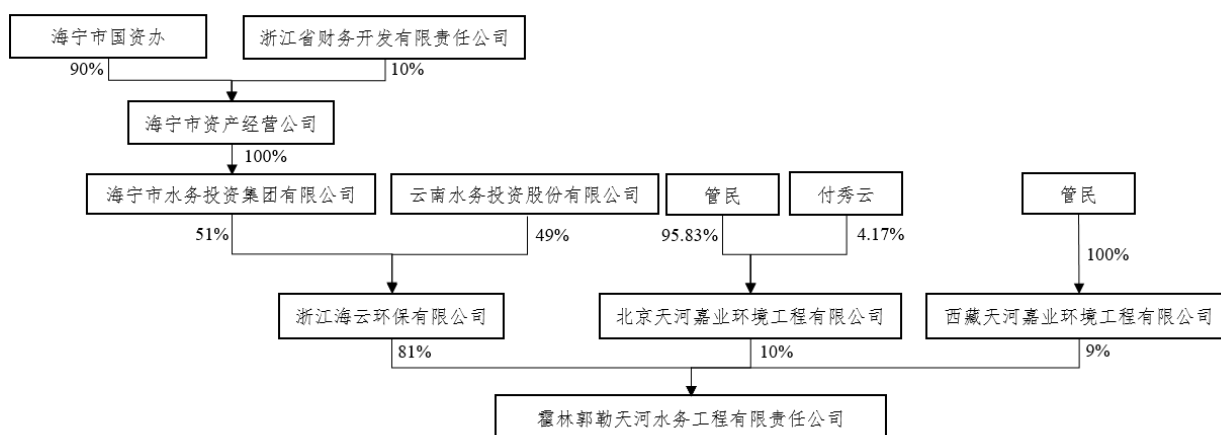 海宁市国资办
浙江省财务开发有限责任公司
90%
10%
海宁市资产经营公司
100%
海宁市水务投资集团有限公司
云南水务投资股份有限公司
管民
付秀云
管民
51%
49%
95.83%
4.17%
100%
浙江海云环保有限公司
北京天河嘉业环境工程有限公司
西藏天河嘉业环境工程有限公司
81%
10%
9%
霍林郭勒天河水务工程有限责任公司